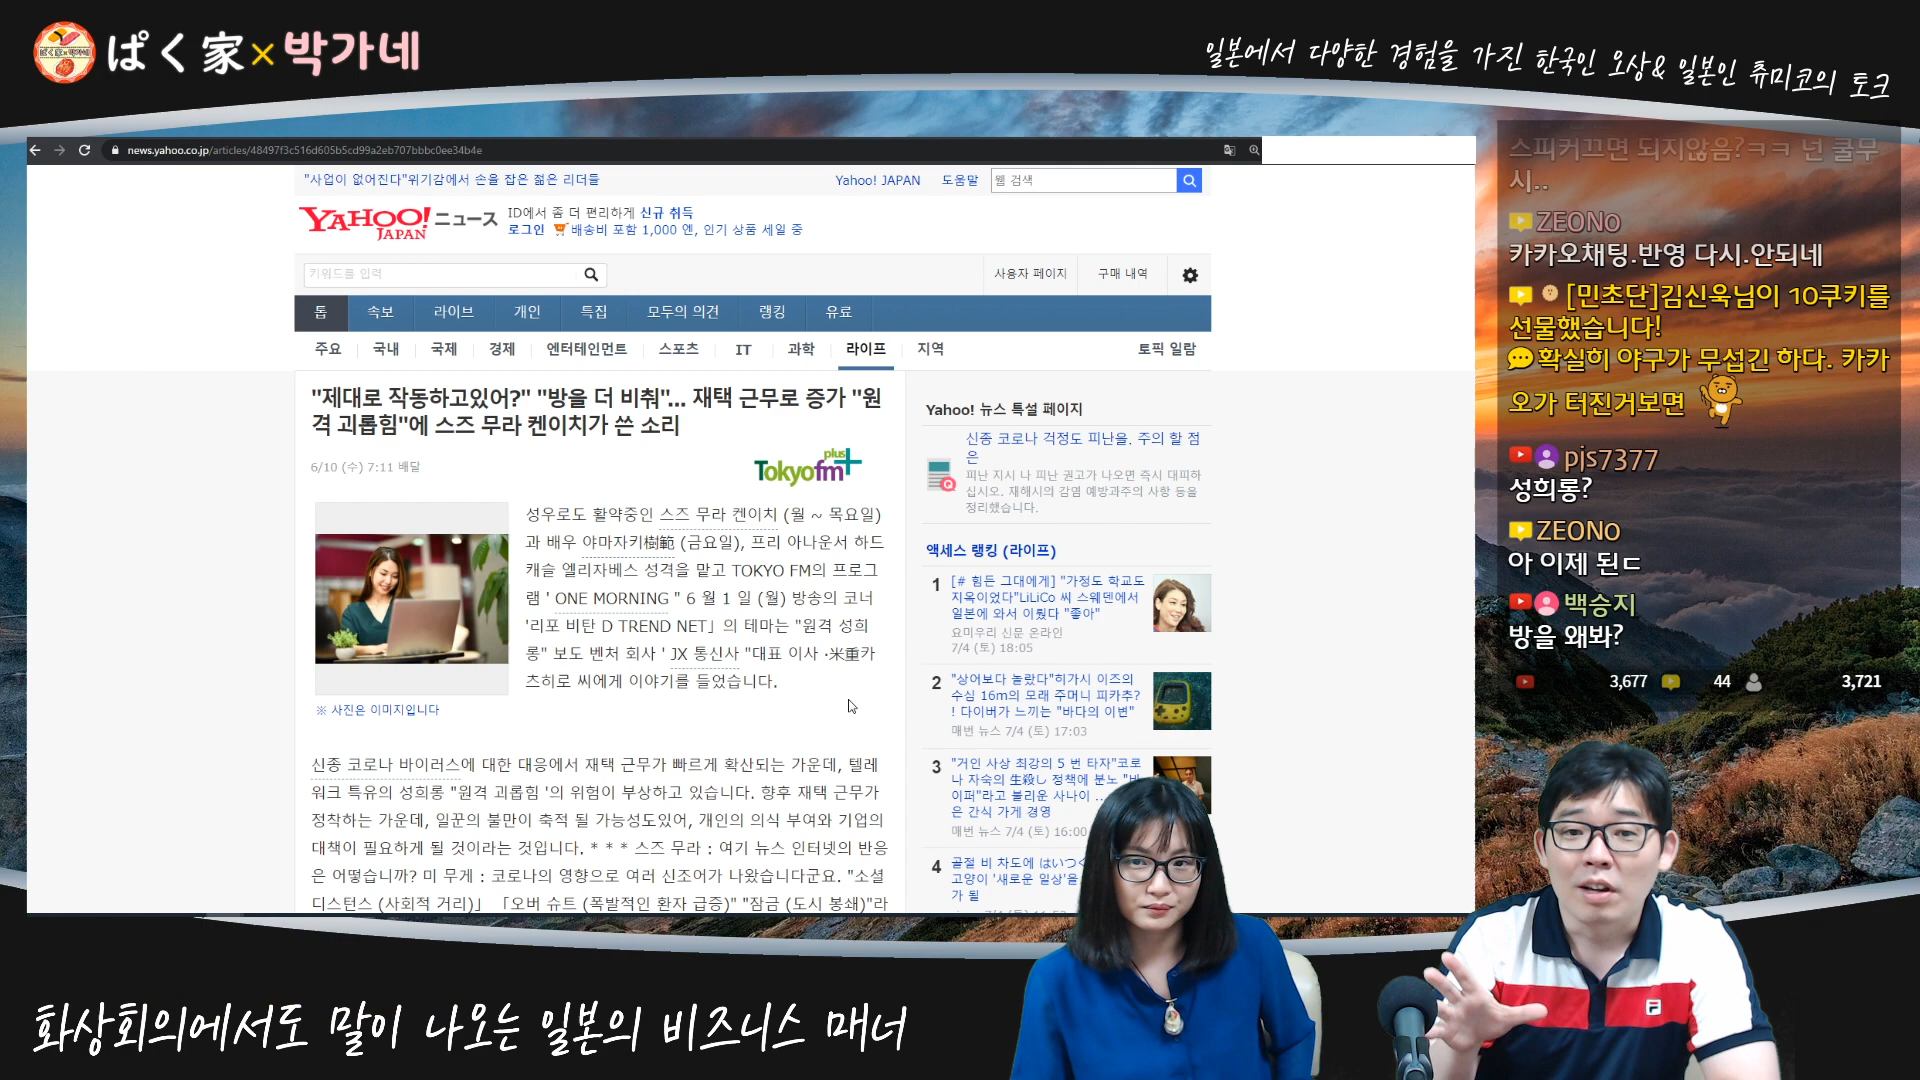 ぱく家×박가네
일본에서 다양한 경험을 가진 한국인 오상& 일본인 츄미코의 토크
news.yahoo.co.jp/articles/48497f3c516d605b5cd99a2eb707bbbc0ee34b4e
"사업이 없어진다"위기감에서 손을 잡은 젊은 리더들
Yahoo! JAPAN 도움말 웹 검색
YAHOO! JAPAN ニュース
ID에서 좀 더 편리하게 신규 취득
로그인 배송비 포함 1,000 엔, 인기 상품 세일 중
키워드를 입력
사용자 페이지 구매 내역
톱 속보 라이브 개인 특집 모두의 의견 랭킹 유료
주요 국내 국제 경제 엔터테인먼트 스포츠 IT 과학 라이프 지역 토픽 일람
"제대로 작동하고있어?" "방을 더 비춰"... 재택 근무로 증가 "원
격 괴롭힘"에 스즈 무라 켄이치가 쓴 소리
6/10 (수) 7:11 배달
Tokyofm plus+
성우로도 활약중인 스즈 무라 켄이치 (월 ~ 목요일)
과 배우 야마자키樹範 (금요일), 프리 아나운서 하드
캐슬 엘리자베스 성격을 맡고 TOKYO FM의 프로그
램 ' ONE MORNING " 6 월 1 일 (월) 방송의 코너
'리포 비탄 D TREND NET」의 테마는 "원격 성희
롱" 보도 벤처 회사 ' JX 통신사 "대표 이사 ·米重카
츠히로 씨에게 이야기를 들었습니다.
※ 사진은 이미지입니다
신종 코로나 바이러스에 대한 대응에서 재택 근무가 빠르게 확산되는 가운데, 텔레
워크 특유의 성희롱 "원격 괴롭힘 '의 위험이 부상하고 있습니다. 향후 재택 근무가
정착하는 가운데, 일꾼의 불만이 축적 될 가능성도있어, 개인의 의식 부여와 기업의
대책이 필요하게 될 것이라는 것입니다. * * * 스즈 무라 : 여기 뉴스 인터넷의 반응
은 어떻습니까? 미 무게 : 코로나의 영향으로 여러 신조어가 나왔습니다군요. "소셜
디스턴스 (사회적 거리)」 「오버 슈트 (폭발적인 환자 급증)" "잠금 (도시 봉쇄)"라
Yahoo! 뉴스 특설 페이지
신종 코로나 걱정도 피난을. 주의 할 점
은
피난 지시 나 피난 권고가 나오면 즉시 대피하
십시오. 재해시의 감염 예방과주의 사항 등을
정리했습니다.
액세스 랭킹 (라이프)
1 [# 힘든 그대에게] "가정도 학교도
지옥이었다"LiLiCo 씨 스웨덴에서
일본에 와서 이뤘다 "좋아"
요미우리 신문 온라인
7/4 (토) 18:05
2 "상어보다 놀랐다"히가시 이즈의
수심 16m의 모래 주머니 피카추?
! 다이버가 느끼는 "바다의 이변"
매번 뉴스 7/4 (토) 17:03
3 "거인 사상 최강의 5 번 타자"코로
나 자숙의 生殺し 정책에 분노
이퍼"라고 불리운 사나이 ..
은 간식 가게 경영
매번 뉴스 7/4 (토) 16:00
4 골절 비 차도에 はいつく
고양이 '새로운 일상'을
가 될
스피커끄면 되지않음?ㅋㅋ 넌 쿨무
시..
ZEONo
카카오채팅.반영 다시.안되네
[민초단]김신욱님이 10쿠키를
선물했습니다!
확실히 야구가 무섭긴 하다. 카카
오가 터진거보면
pjs7377
성희롱?
ZEONo
아 이제 된ㄷ
백승지
방을 왜봐?
3,677 44 3,721
화상회의에서도 말이 나오는 일본의 비즈니스 매너